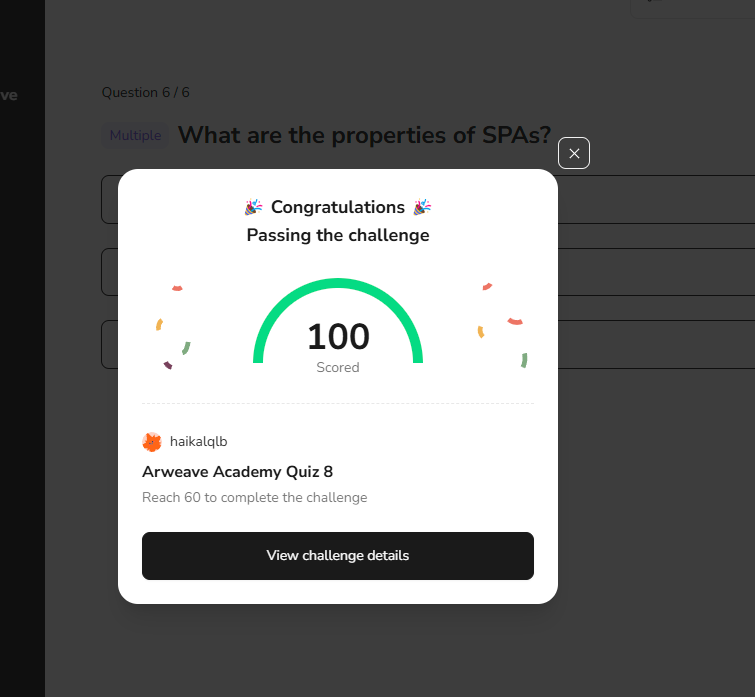 ve
Question 6 / 6
Multiple What are the properties of SPAs?
Congratulations
Passing the challenge
100
Scored
haikalqlb
Arweave Academy Quiz 8
Reach 60 to complete the challenge
View challenge details